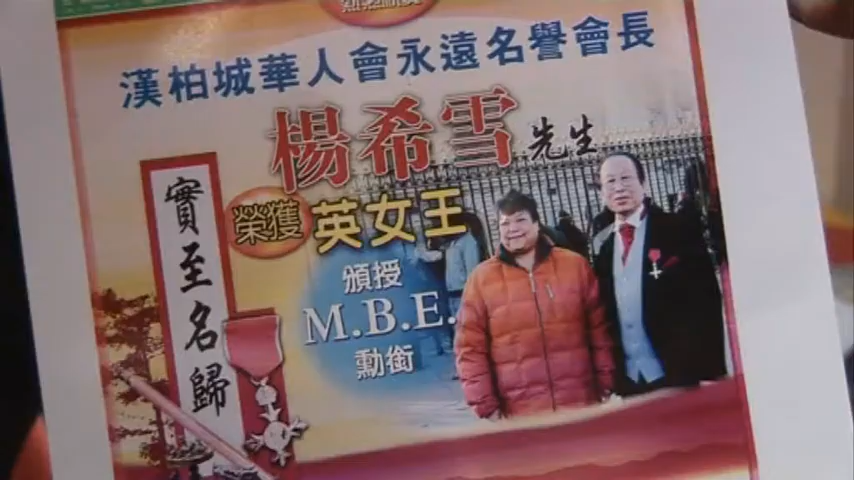 漢柏城華人會永遠名譽會長
楊希雪 先生
榮獲 英女王
頒授
M.B.E.
勳銜
實至名歸